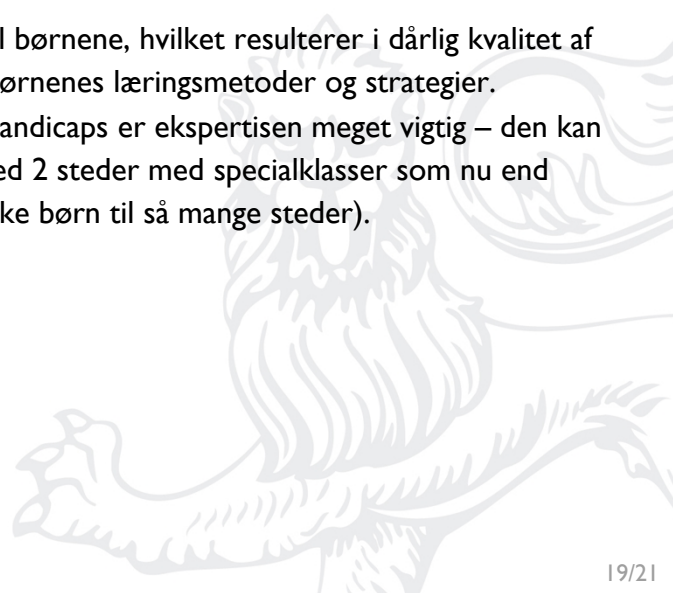 l børnene, hvilket resulterer i dårlig kvalitet af
ørnenes læringsmetoder og strategier.
andicaps er ekspertisen meget vigtig – den kan
ed 2 steder med specialklasser som nu end
ke børn til så mange steder).
19/21